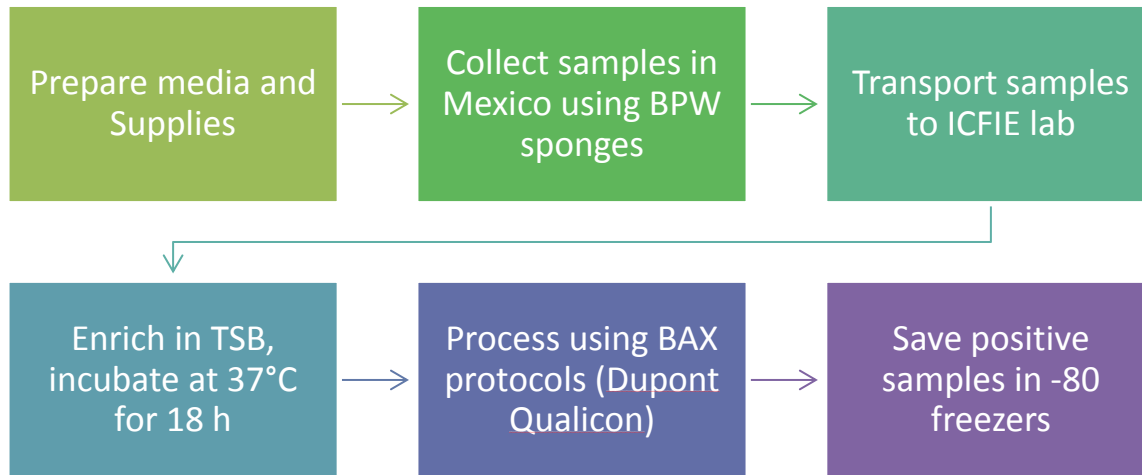 Prepare media and
Supplies
Collect samples in
Mexico using BPW
sponges
Transport samples
to ICFIE lab
Enrich in TSB,
incubate at 37°C
for 18 h
Process using BAX
protocols (Dupont
Qualicon)
Save positive
samples in -80
freezers